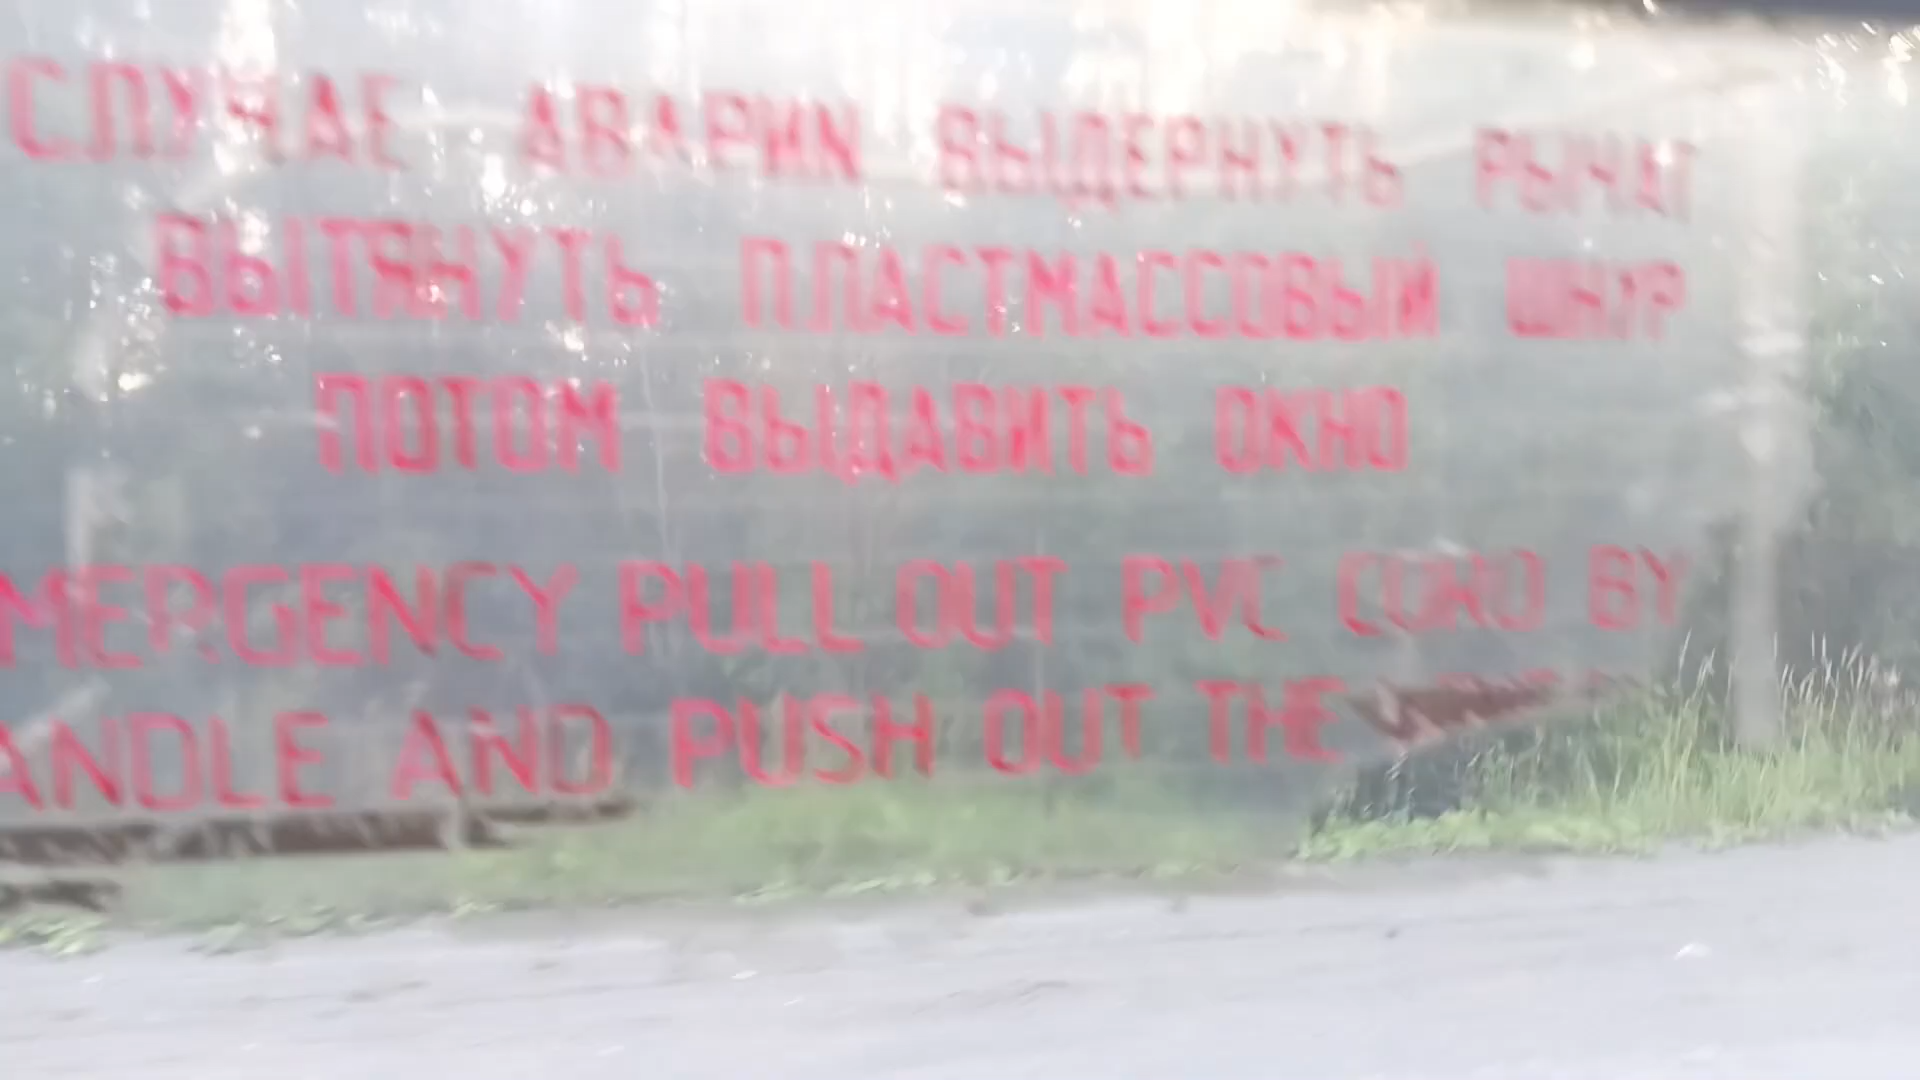 СЛУЧАЕ АВАРИИ ВЫДЕРНУТЬ РЫЧАГ
ВЫТЯНУТЬ ПЛАСТМАССОВЫЙ ШНУР
ПОТОМ ВЫДАВИТЬ ОКНО
MERGENCY PULL OUT PVC CORD BY
ANDLE AND PUSH OUT THE